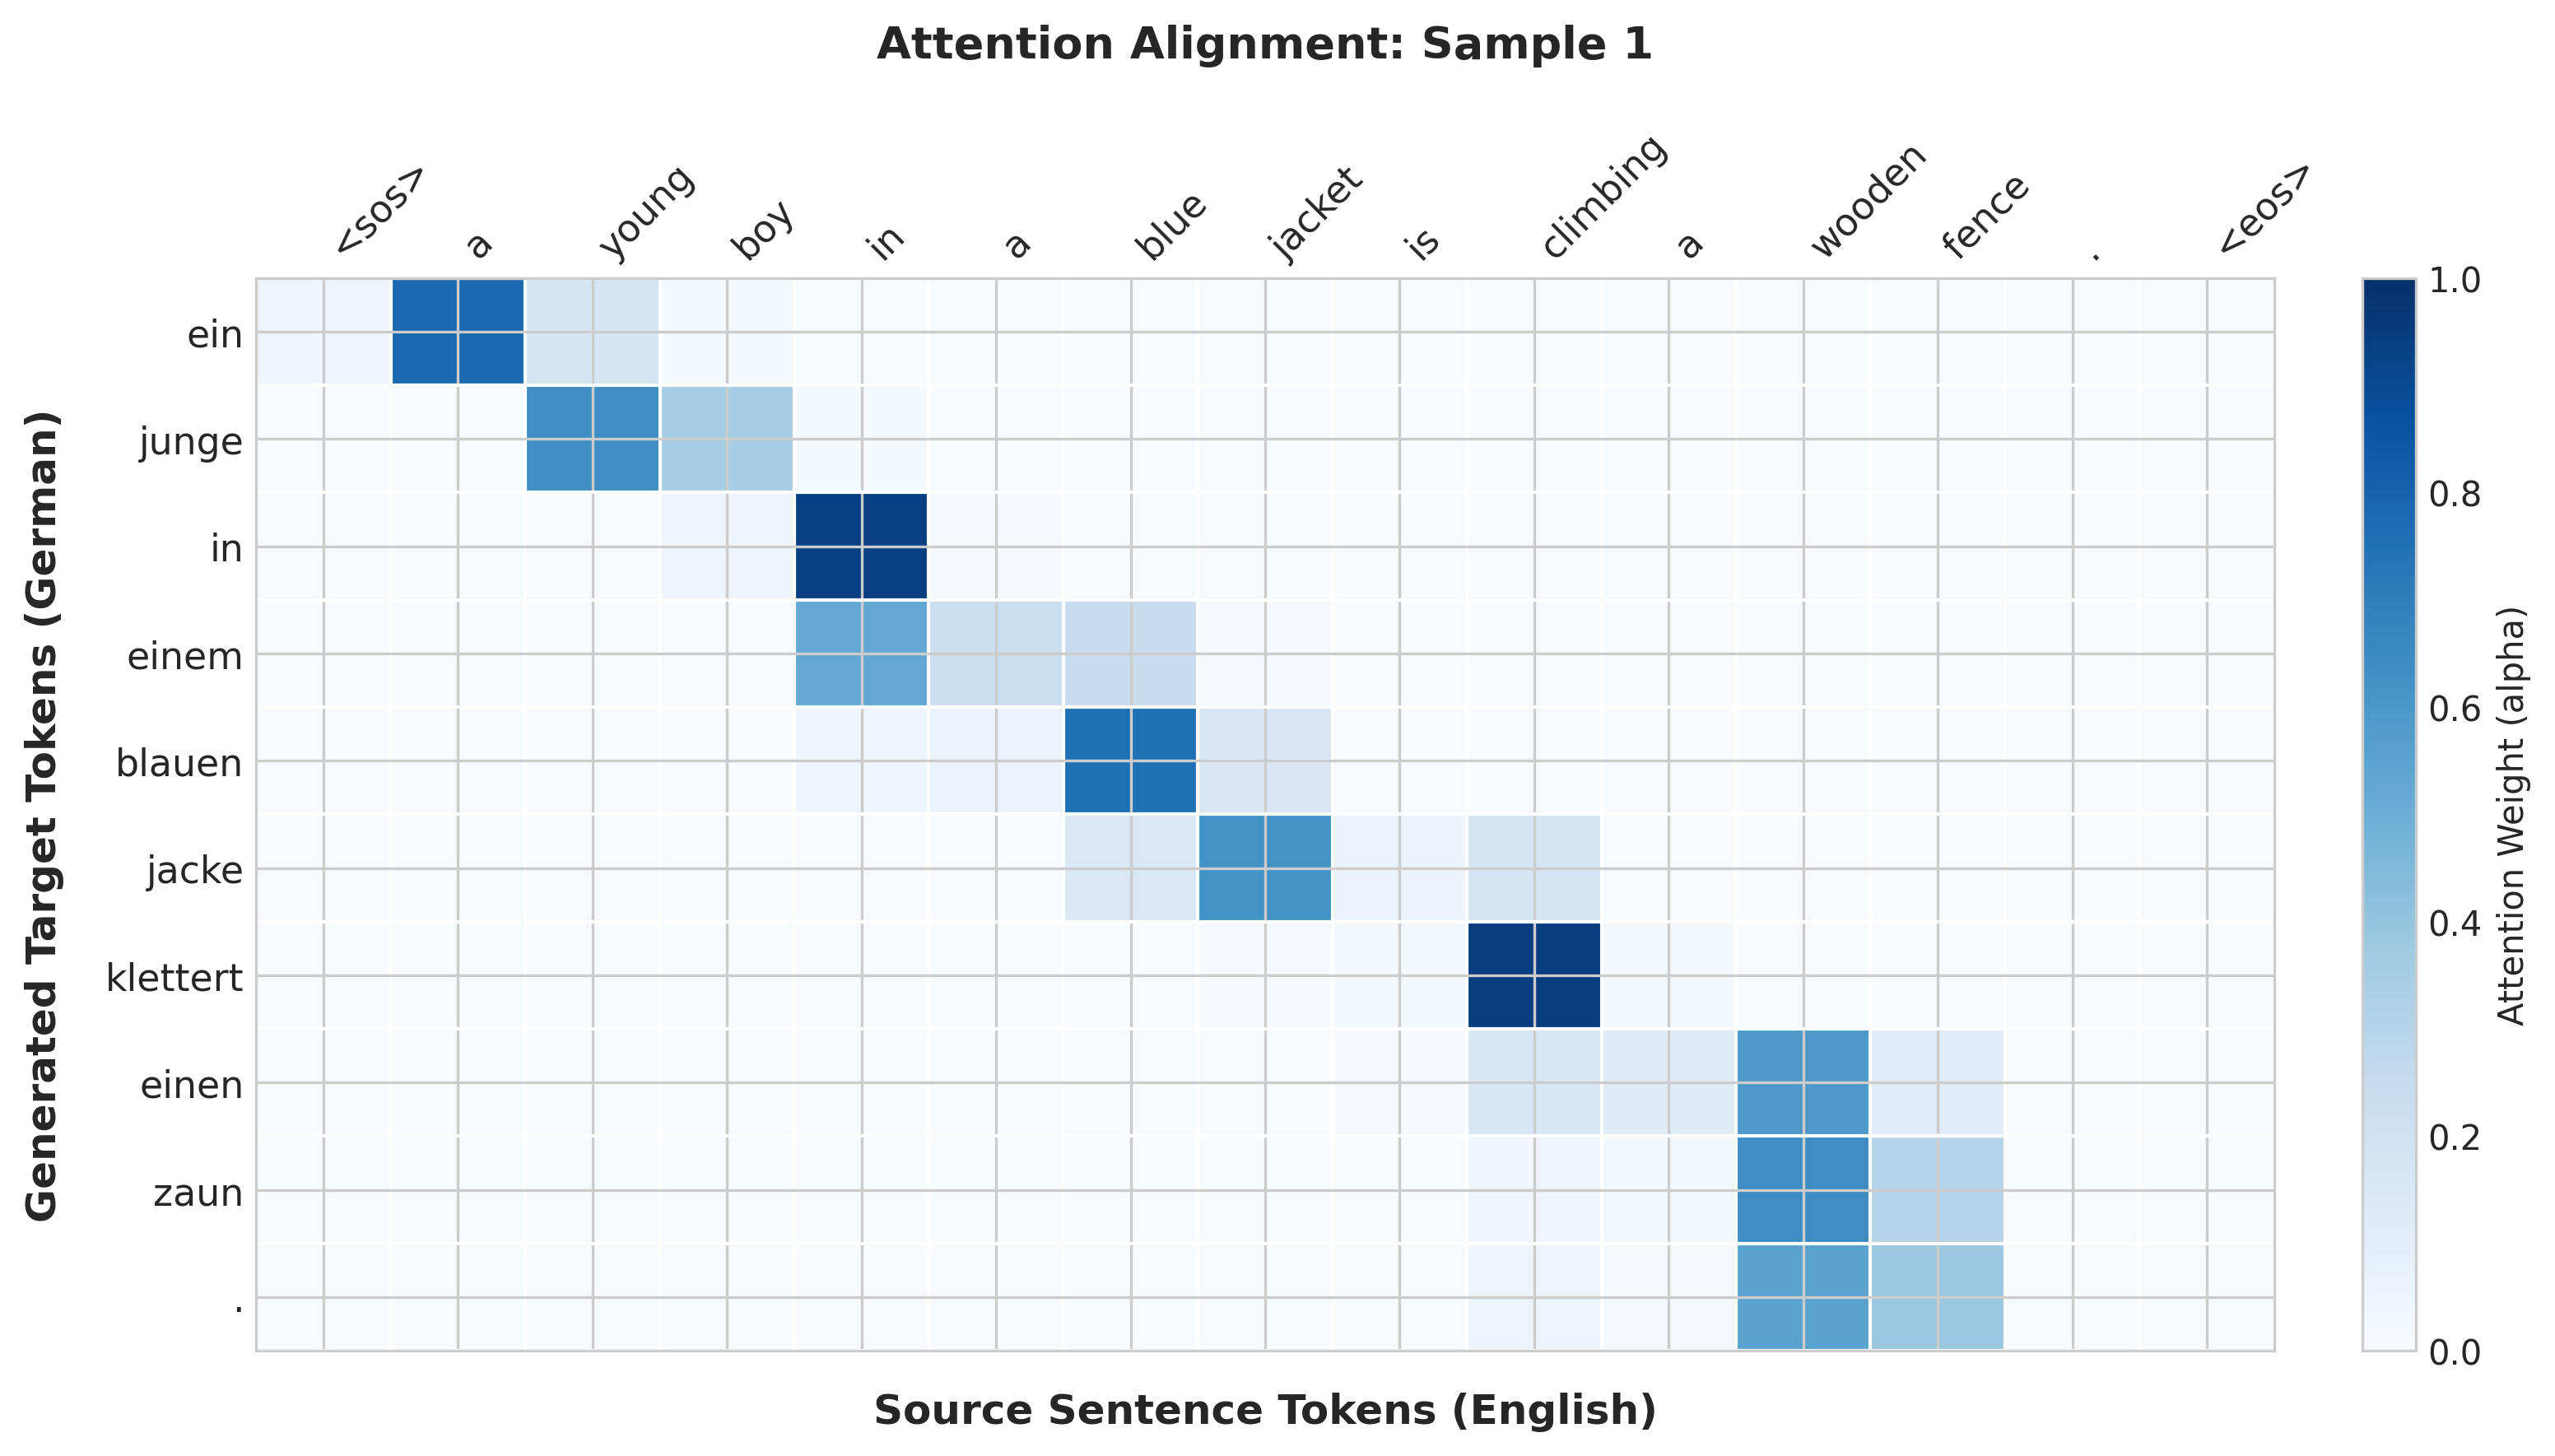 Attention Alignment: Sample 1
<sos> a young boy in a blue jacket is climbing a wooden fence . <eos>
ein
junge
in
einem
blauen
jacke
klettert
einen
zaun
.
Generated Target Tokens (German)
Source Sentence Tokens (English)
1.0
0.8
0.6
0.4
0.2
0.0
Attention Weight (alpha)